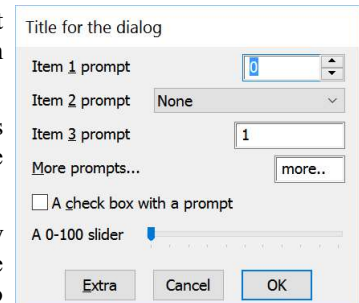 Title for the dialog
Item 1 prompt 0
Item 2 prompt None
Item 3 prompt 1
More prompts... more..
A check box with a prompt
A 0-100 slider
Extra Cancel OK